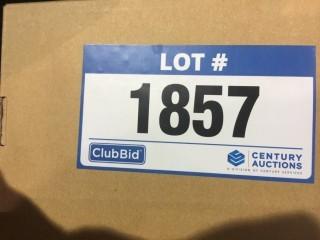 LOT #
1857
ClubBid
CENTURY
AUCTIONS
A DIVISION OF CENTURY SERVICES